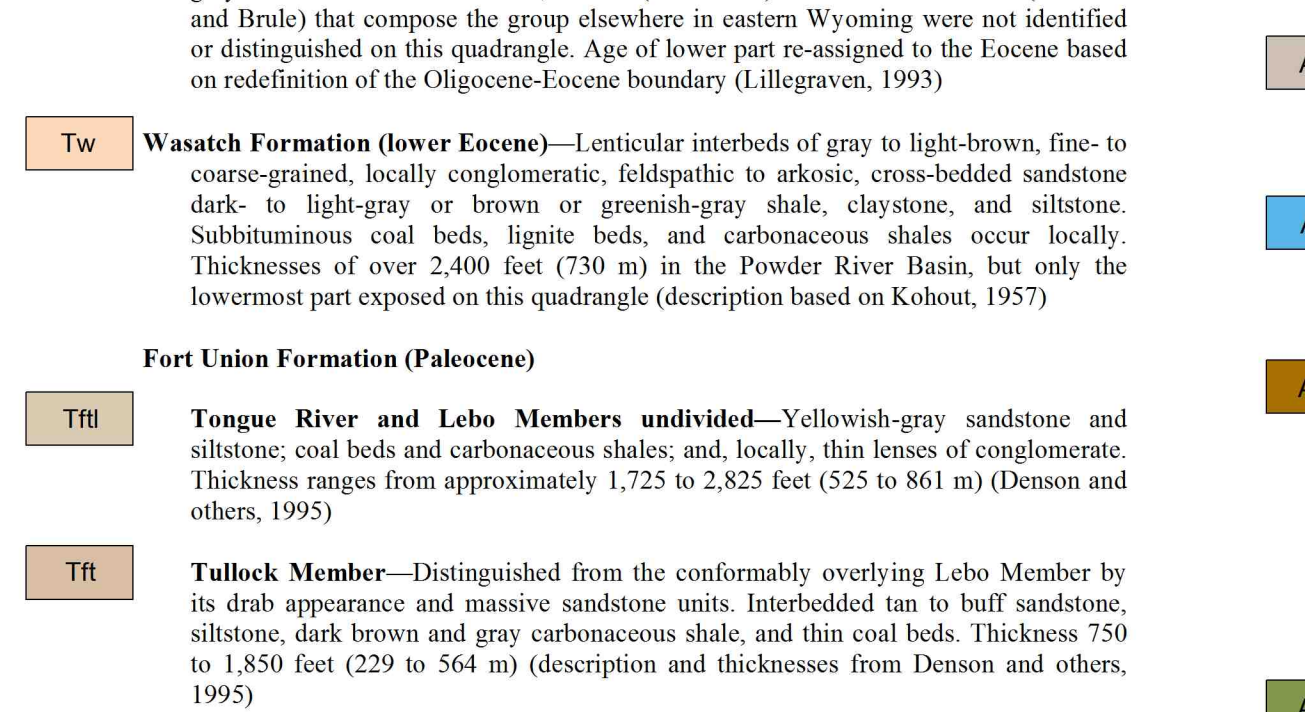 and Brule) that compose the group elsewhere in eastern Wyoming were not identified
or distinguished on this quadrangle. Age of lower part re-assigned to the Eocene based
on redefinition of the Oligocene-Eocene boundary (Lillegraven, 1993)
Tw
Wasatch Formation (lower Eocene)—Lenticular interbeds of gray to light-brown, fine- to
coarse-grained, locally conglomeratic, feldspathic to arkosic, cross-bedded sandstone
dark- to light-gray or brown or greenish-gray shale, claystone, and siltstone.
Subbituminous coal beds, lignite beds, and carbonaceous shales occur locally.
Thicknesses of over 2,400 feet (730 m) in the Powder River Basin, but only the
lowermost part exposed on this quadrangle (description based on Kohout, 1957)
Fort Union Formation (Paleocene)
Tftl
Tongue River and Lebo Members undivided—Yellowish-gray sandstone and
siltstone; coal beds and carbonaceous shales; and, locally, thin lenses of conglomerate.
Thickness ranges from approximately 1,725 to 2,825 feet (525 to 861 m) (Denson and
others, 1995)
Tft
Tullock Member—Distinguished from the conformably overlying Lebo Member by
its drab appearance and massive sandstone units. Interbedded tan to buff sandstone,
siltstone, dark brown and gray carbonaceous shale, and thin coal beds. Thickness 750
to 1,850 feet (229 to 564 m) (description and thicknesses from Denson and others,
1995)